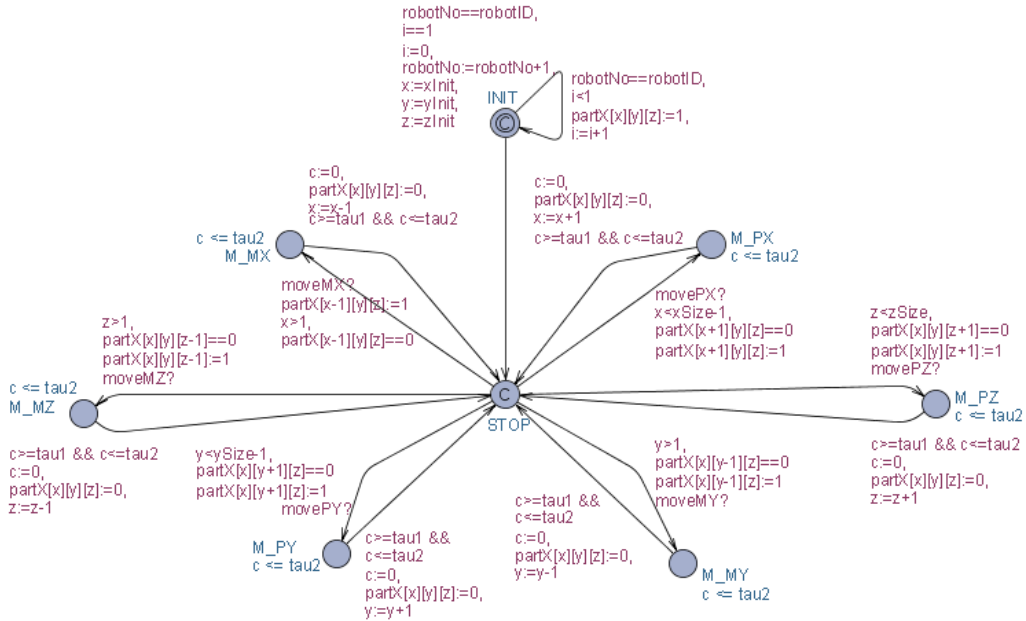 robotNo==robotID,
i==1
i:=0,
robotNo:=robotNo+1,
x:=xInit,
y:=yInit,
z:=zInit
INIT
C
robotNo==robotID,
i<1
partX[x][y][z]:=1,
i:=i+1
c:=0,
partX[x][y][z]:=0,
x:=x-1
c>=tau1 && c<=tau2
c <= tau2
M_MX
moveMX?
partX[x-1][y][z]:=1
x>1,
partX[x-1][y][z]==0
c:=0,
partX[x][y][z]:=0,
x:=x+1
c>=tau1 && c<=tau2
M_PX
c <= tau2
movePX?
x<xSize-1,
partX[x+1][y][z]==0
partX[x+1][y][z]:=1
z>1,
partX[x][y][z-1]==0
partX[x][y][z-1]:=1
moveMZ?
c <= tau2
M_MZ
c>=tau1 && c<=tau2
c:=0,
partX[x][y][z]:=0,
z:=z-1
C
STOP
z<zSize,
partX[x][y][z+1]==0
partX[x][y][z+1]:=1
movePZ?
M_PZ
c <= tau2
c>=tau1 && c<=tau2
c:=0,
partX[x][y][z]:=0,
z:=z+1
y<ySize-1,
partX[x][y+1][z]==0
partX[x][y+1][z]:=1
movePY?
M_PY
c <= tau2
c>=tau1 &&
c<=tau2
c:=0,
partX[x][y][z]:=0,
y:=y+1
c>=tau1 &&
c<=tau2
c:=0,
partX[x][y][z]:=0,
y:=y-1
y>1,
partX[x][y-1][z]==0
partX[x][y-1][z]:=1
moveMY?
M_MY
c <= tau2